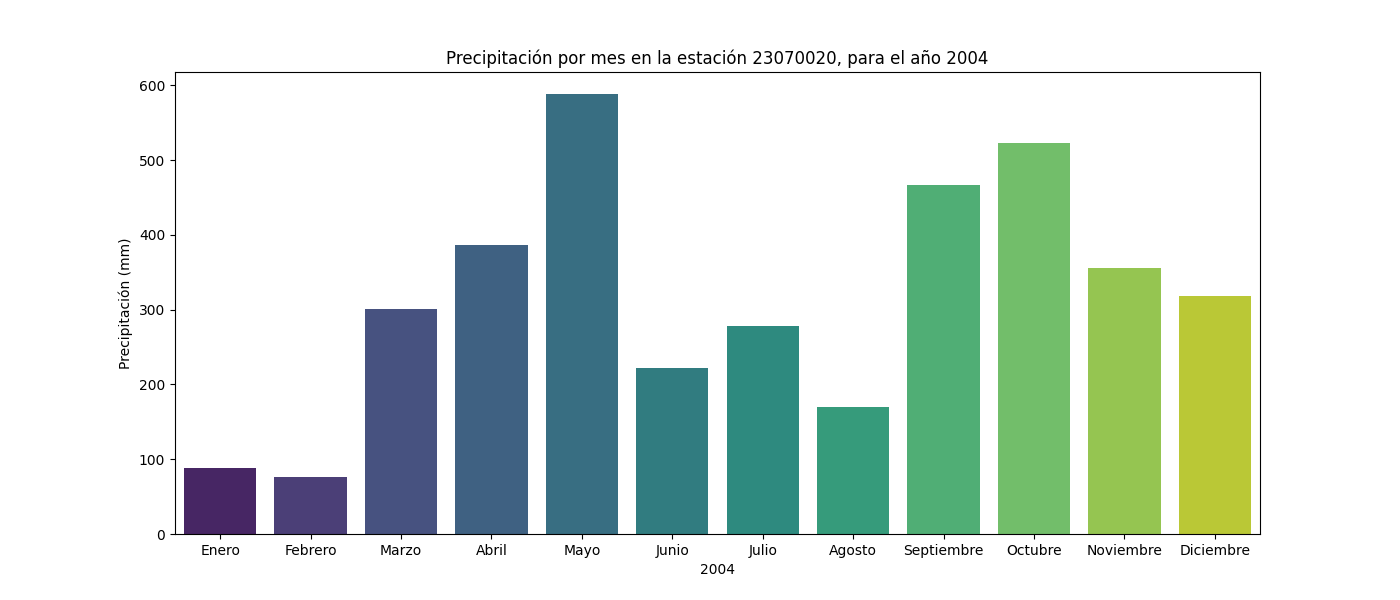 Precipitación por mes en la estación 23070020, para el año 2004
Precipitación (mm)
600
500
400
300
200
100
0
Enero Febrero Marzo Abril Mayo Junio Julio Agosto Septiembre Octubre Noviembre Diciembre
2004